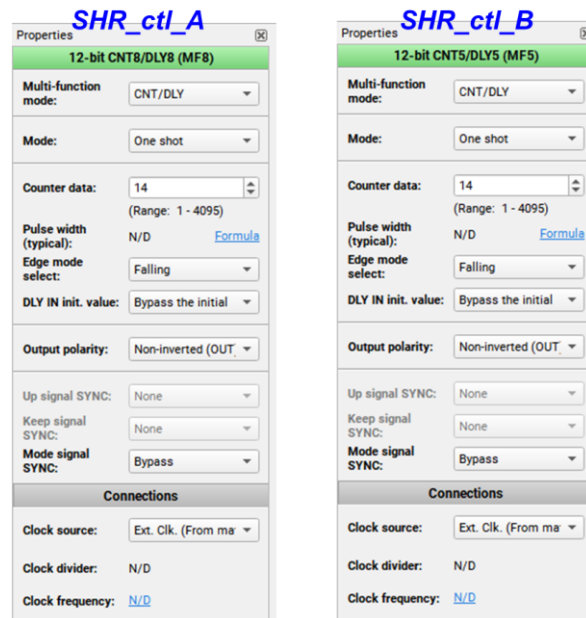 SHR_ctl_A
Properties
12-bit CNT8/DLY8 (MF8)
Multi-function mode:
CNT/DLY
Mode:
One shot
Counter data:
14
(Range: 1 - 4095)
Pulse width (typical):
N/D
Formula
Edge mode select:
Falling
DLY IN init. value:
Bypass the initial
Output polarity:
Non-inverted (OUT
Up signal SYNC:
None
Keep signal SYNC:
None
Mode signal SYNC:
Bypass
Connections
Clock source:
Ext. Clk. (From ma
Clock divider:
N/D
Clock frequency:
N/D
SHR_ctl_B
Properties
12-bit CNT5/DLY5 (MF5)
Multi-function mode:
CNT/DLY
Mode:
One shot
Counter data:
14
(Range: 1 - 4095)
Pulse width (typical):
N/D
Formula
Edge mode select:
Falling
DLY IN init. value:
Bypass the initial
Output polarity:
Non-inverted (OUT
Up signal SYNC:
None
Keep signal SYNC:
None
Mode signal SYNC:
Bypass
Connections
Clock source:
Ext. Clk. (From ma
Clock divider:
N/D
Clock frequency:
N/D